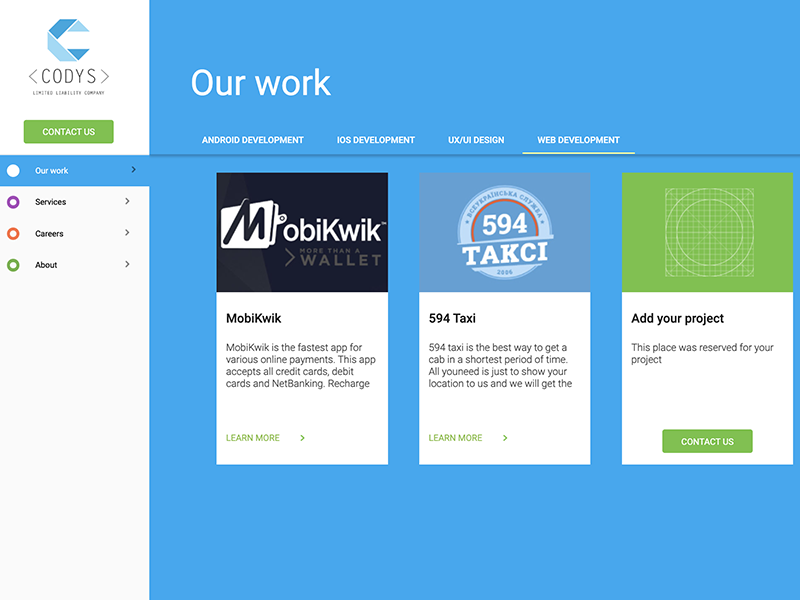 <CODYS>
LIMITED LIABILITY COMPANY
CONTACT US
Our work
Services
Careers
About
Our work
ANDROID DEVELOPMENT
IOS DEVELOPMENT
UX/UI DESIGN
WEB DEVELOPMENT
MobiKwik™
MORE THAN A
WALLET
MobiKwik
MobiKwik is the fastest app for
various online payments. This app
accepts all credit cards, debit
cards and NetBanking. Recharge
LEARN MORE
ВСЕУКРАЇНСЬКА СЛУЖБА
594
ТАКСІ
2006
594 Taxi
594 taxi is the best way to get a
cab in a shortest period of time.
All youneed is just to show your
location to us and we will get the
LEARN MORE
Add your project
This place was reserved for your
project
CONTACT US